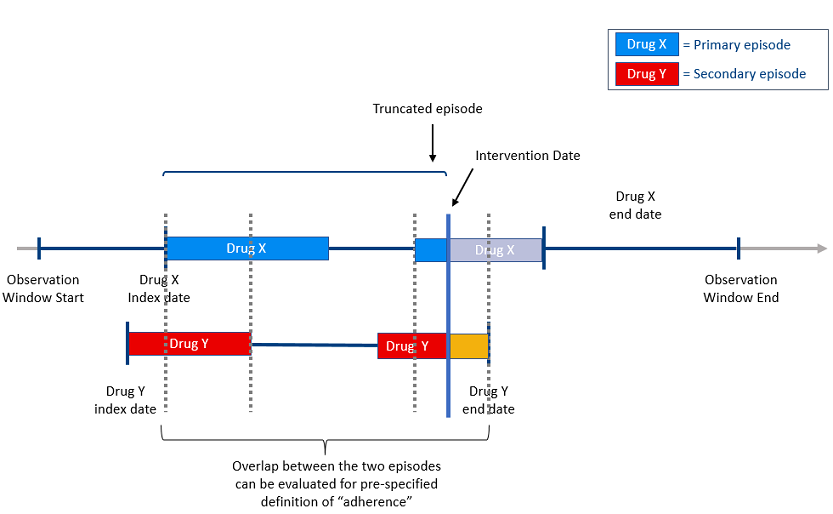 Drug X = Primary episode
Drug Y = Secondary episode
Truncated episode
Intervention Date
Drug X
end date
Drug X
Drug X
Observation
Window Start
Drug X
Index date
Observation
Window End
Drug Y
Drug Y
Drug Y
index date
Drug Y
end date
Overlap between the two episodes
can be evaluated for pre-specified
definition of “adherence”